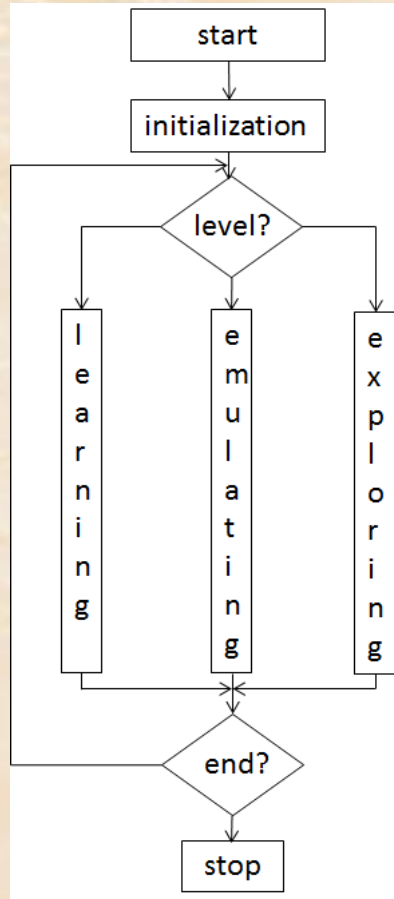 start
initialization
level?
learning
emulating
exploring
end?
stop